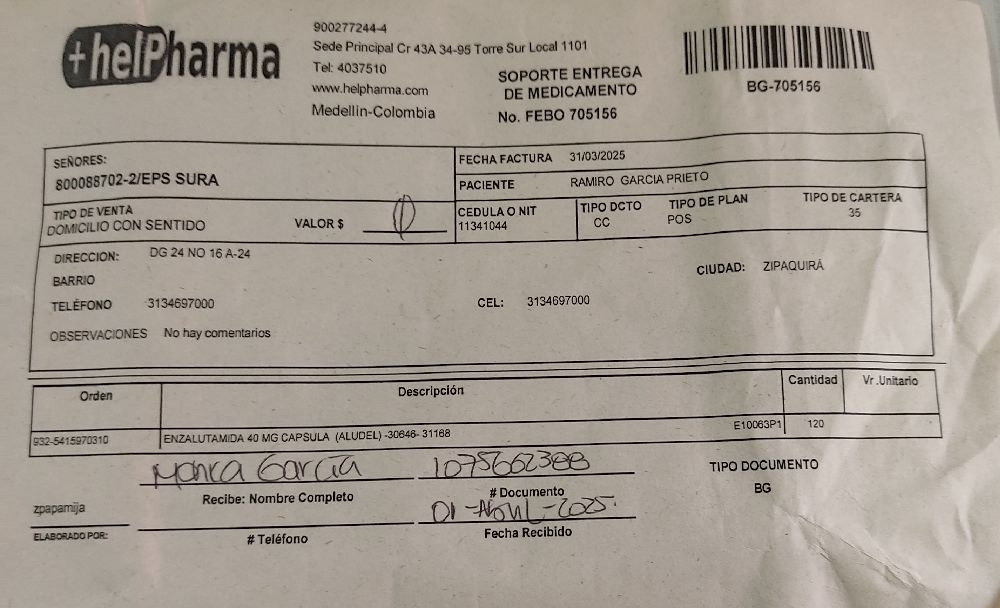 +helPharma
900277244-4
Sede Principal Cr 43A 34-95 Torre Sur Local 1101
Tel: 4037510
www.helpharma.com
Medellin-Colombia
SOPORTE ENTREGA
DE MEDICAMENTO
No. FEBO 705156
BG-705156
SEÑORES:
800088702-2/EPS SURA
FECHA FACTURA 31/03/2025
PACIENTE RAMIRO GARCIA PRIETO
TIPO DE VENTA
DOMICILIO CON SENTIDO
VALOR $ 0
CEDULA O NIT
11341044
TIPO DCTO
CC
TIPO DE PLAN
POS
TIPO DE CARTERA
35
DIRECCION: DG 24 NO 16 A-24
BARRIO
CIUDAD: ZIPAQUIRÁ
TELÉFONO 3134697000 CEL: 3134697000
OBSERVACIONES No hay comentarios
Orden Descripción Cantidad Vr.Unitario
932-5415970310 ENZALUTAMIDA 40 MG CAPSULA (ALUDEL) -30646- 31168 E10063P1 120
Monica García 1075662388
Recibe: Nombre Completo # Documento
TIPO DOCUMENTO
BG
zpapamija
01-Abril-2025.
ELABORADO POR: # Teléfono Fecha Recibido